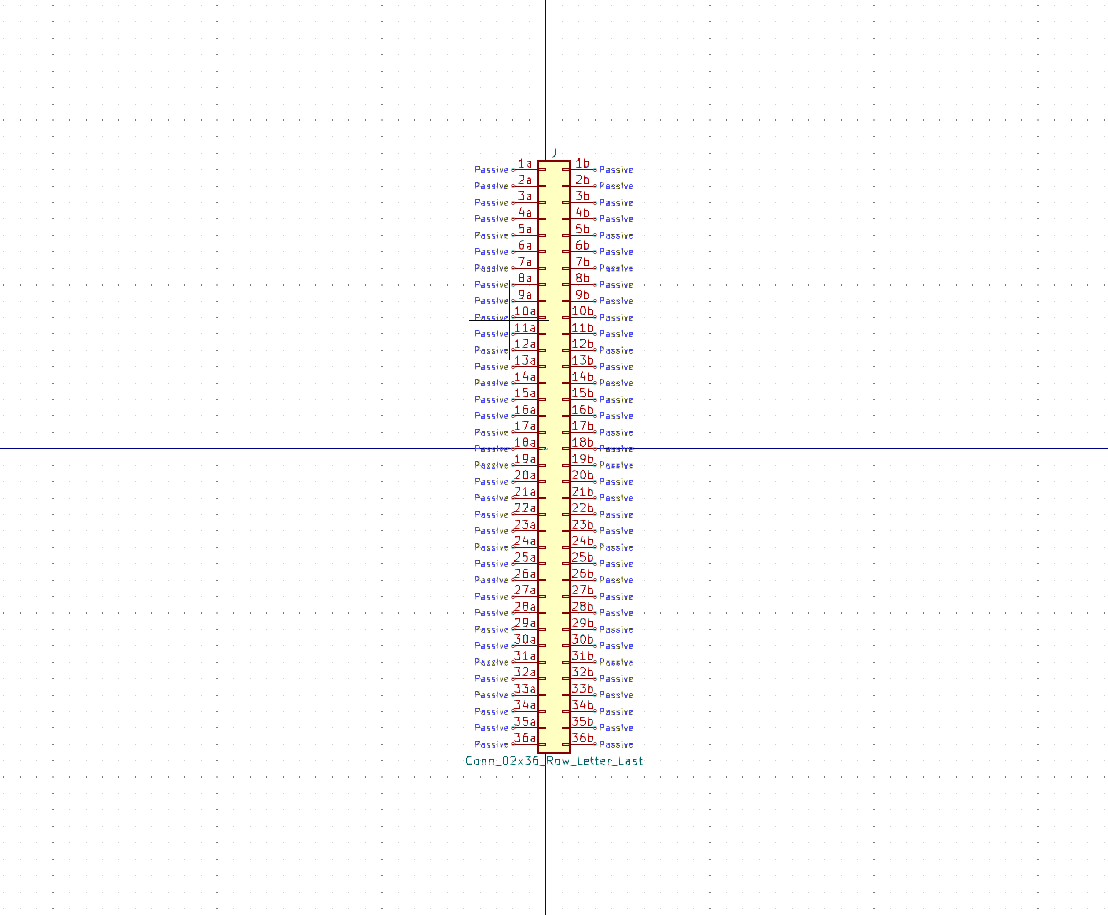 J
1a 1b
Passive Passive
2a 2b
Passive Passive
3a 3b
Passive Passive
4a 4b
Passive Passive
5a 5b
Passive Passive
6a 6b
Passive Passive
7a 7b
Passive Passive
8a 8b
Passive Passive
9a 9b
Passive Passive
10a 10b
Passive Passive
11a 11b
Passive Passive
12a 12b
Passive Passive
13a 13b
Passive Passive
14a 14b
Passive Passive
15a 15b
Passive Passive
16a 16b
Passive Passive
17a 17b
Passive Passive
18a 18b
Passive Passive
19a 19b
Passive Passive
20a 20b
Passive Passive
21a 21b
Passive Passive
22a 22b
Passive Passive
23a 23b
Passive Passive
24a 24b
Passive Passive
25a 25b
Passive Passive
26a 26b
Passive Passive
27a 27b
Passive Passive
28a 28b
Passive Passive
29a 29b
Passive Passive
30a 30b
Passive Passive
31a 31b
Passive Passive
32a 32b
Passive Passive
33a 33b
Passive Passive
34a 34b
Passive Passive
35a 35b
Passive Passive
36a 36b
Passive Passive
Conn_02x36_Row_Letter_Last